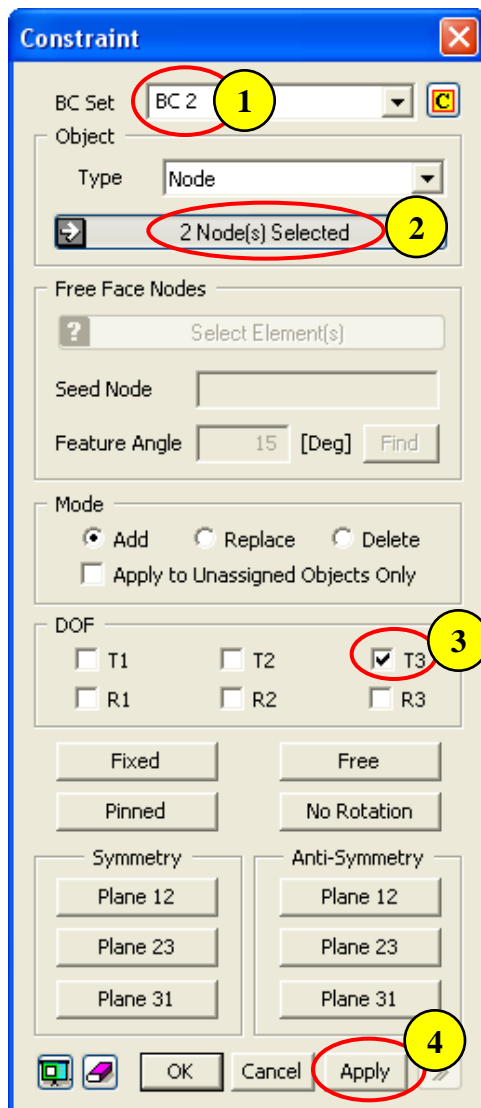 Constraint
BC Set BC 2 1
Object
Type Node
2 Node(s) Selected 2
Free Face Nodes
? Select Element(s)
Seed Node
Feature Angle 15 [Deg] Find
Mode
Add Replace Delete
Apply to Unassigned Objects Only
DOF 3
T1 T2 T3
R1 R2 R3
Fixed Free
Pinned No Rotation
Symmetry Anti-Symmetry
Plane 12 Plane 12
Plane 23 Plane 23
Plane 31 Plane 31
4
OK Cancel Apply